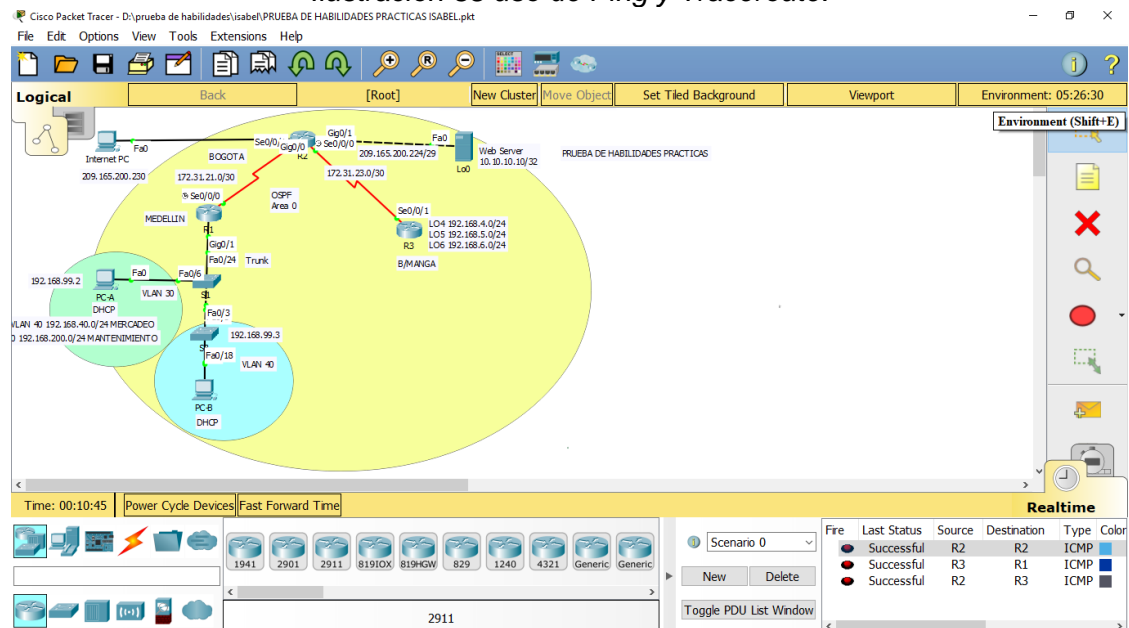 Cisco Packet Tracer - D:\prueba de habilidades\isabel\PRUEBA DE HABILIDADES PRACTICAS ISABEL.pkt
File Edit Options View Tools Extensions Help
Logical
Back
[Root]
New Cluster
Move Object
Set Tiled Background
Viewport
Environment: 05:26:30
Environment (Shift+E)
Internet PC
Fa0
209.165.200.230
BOGOTA
Se0/0/
Gig0/0
R2
Gig0/1
Se0/0/0
Fa0
209.165.200.224/29
Web Server
10.10.10.10/32
Lo0
PRUEBA DE HABILIDADES PRACTICAS
172.31.21.0/30
172.31.23.0/30
Se0/0/0
OSPF
Area 0
MEDELLIN
R1
Se0/0/1
R3
LO4 192.168.4.0/24
LO5 192.168.5.0/24
LO6 192.168.6.0/24
B/MANGA
Gig0/1
Fa0/24
Trunk
192.168.99.2
Fa0
Fa0/6
PC-A
VLAN 30
S1
DHCP
VLAN 40 192.168.40.0/24 MERCADEO
0 192.168.200.0/24 MANTENIMIENTO
Fa0/3
192.168.99.3
Fa0/18
VLAN 40
PC-B
DHCP
Time: 00:10:45
Power Cycle Devices
Fast Forward Time
Realtime
1941 2901 2911 819IOX 819HGW 829 1240 4321 Generic Generic
2911
Scenario 0
New
Delete
Toggle PDU List Window
Fire Last Status Source Destination Type Color
Successful R2 R2 ICMP
Successful R3 R1 ICMP
Successful R2 R3 ICMP